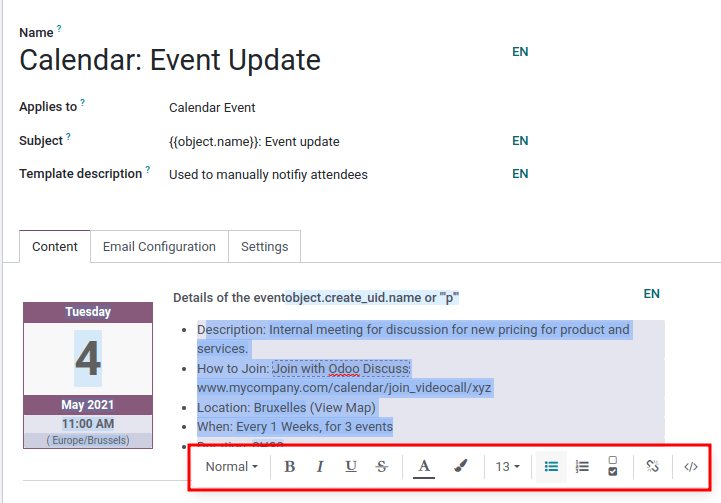 Name ?
Calendar: Event Update
EN
Applies to ?
Calendar Event
Subject ?
{{object.name}}: Event update
EN
Template description ?
Used to manually notifiy attendees
EN
Content
Email Configuration
Settings
Tuesday
4
May 2021
11:00 AM
( Europe/Brussels)
Details of the eventobject.create_uid.name or '"p"'
EN
Description: Internal meeting for discussion for new pricing for product and
services.
How to Join: Join with Odoo Discuss:
www.mycompany.com/calendar/join_videocall/xyz
Location: Bruxelles (View Map)
When: Every 1 Weeks, for 3 events
Normal
B I U S A
13